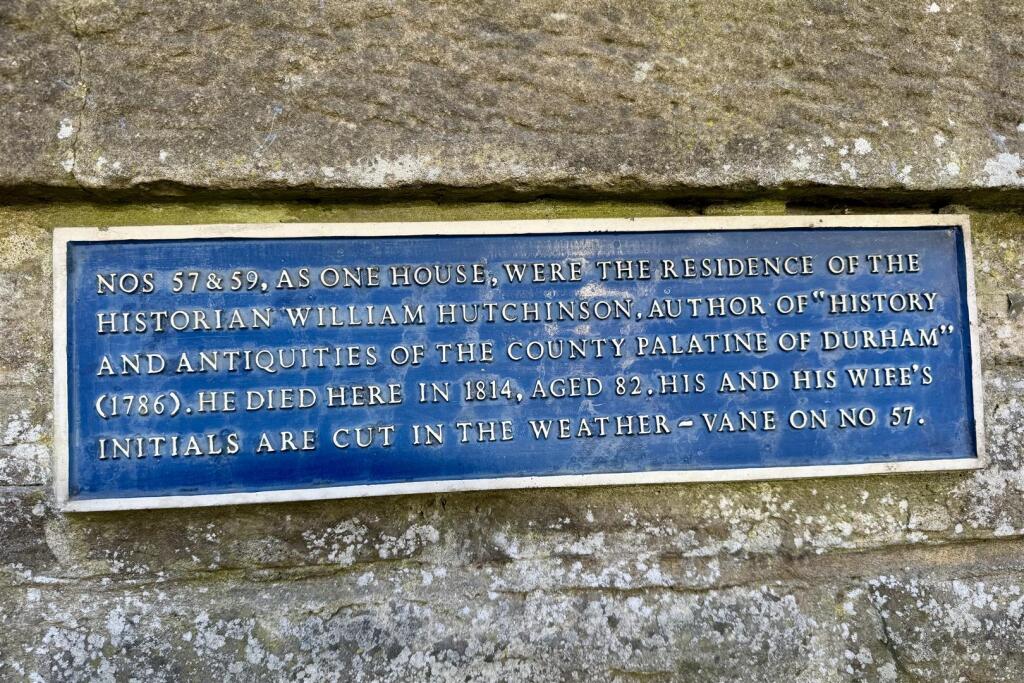 NOS 57 & 59, AS ONE HOUSE, WERE THE RESIDENCE OF THE
HISTORIAN WILLIAM HUTCHINSON, AUTHOR OF "HISTORY
AND ANTIQUITIES OF THE COUNTY PALATINE OF DURHAM"
(1786). HE DIED HERE IN 1814, AGED 82. HIS AND HIS WIFE'S
INITIALS ARE CUT IN THE WEATHER – VANE ON NO 57.